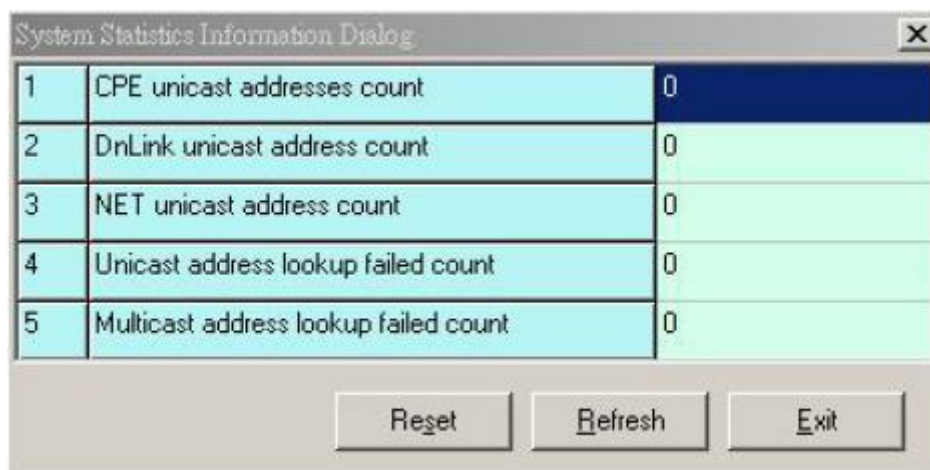 System Statistics Information Dialog
1 CPE unicast addresses count 0
2 DnLink unicast address count 0
3 NET unicast address count 0
4 Unicast address lookup failed count 0
5 Multicast address lookup failed count 0
Reset Refresh Exit